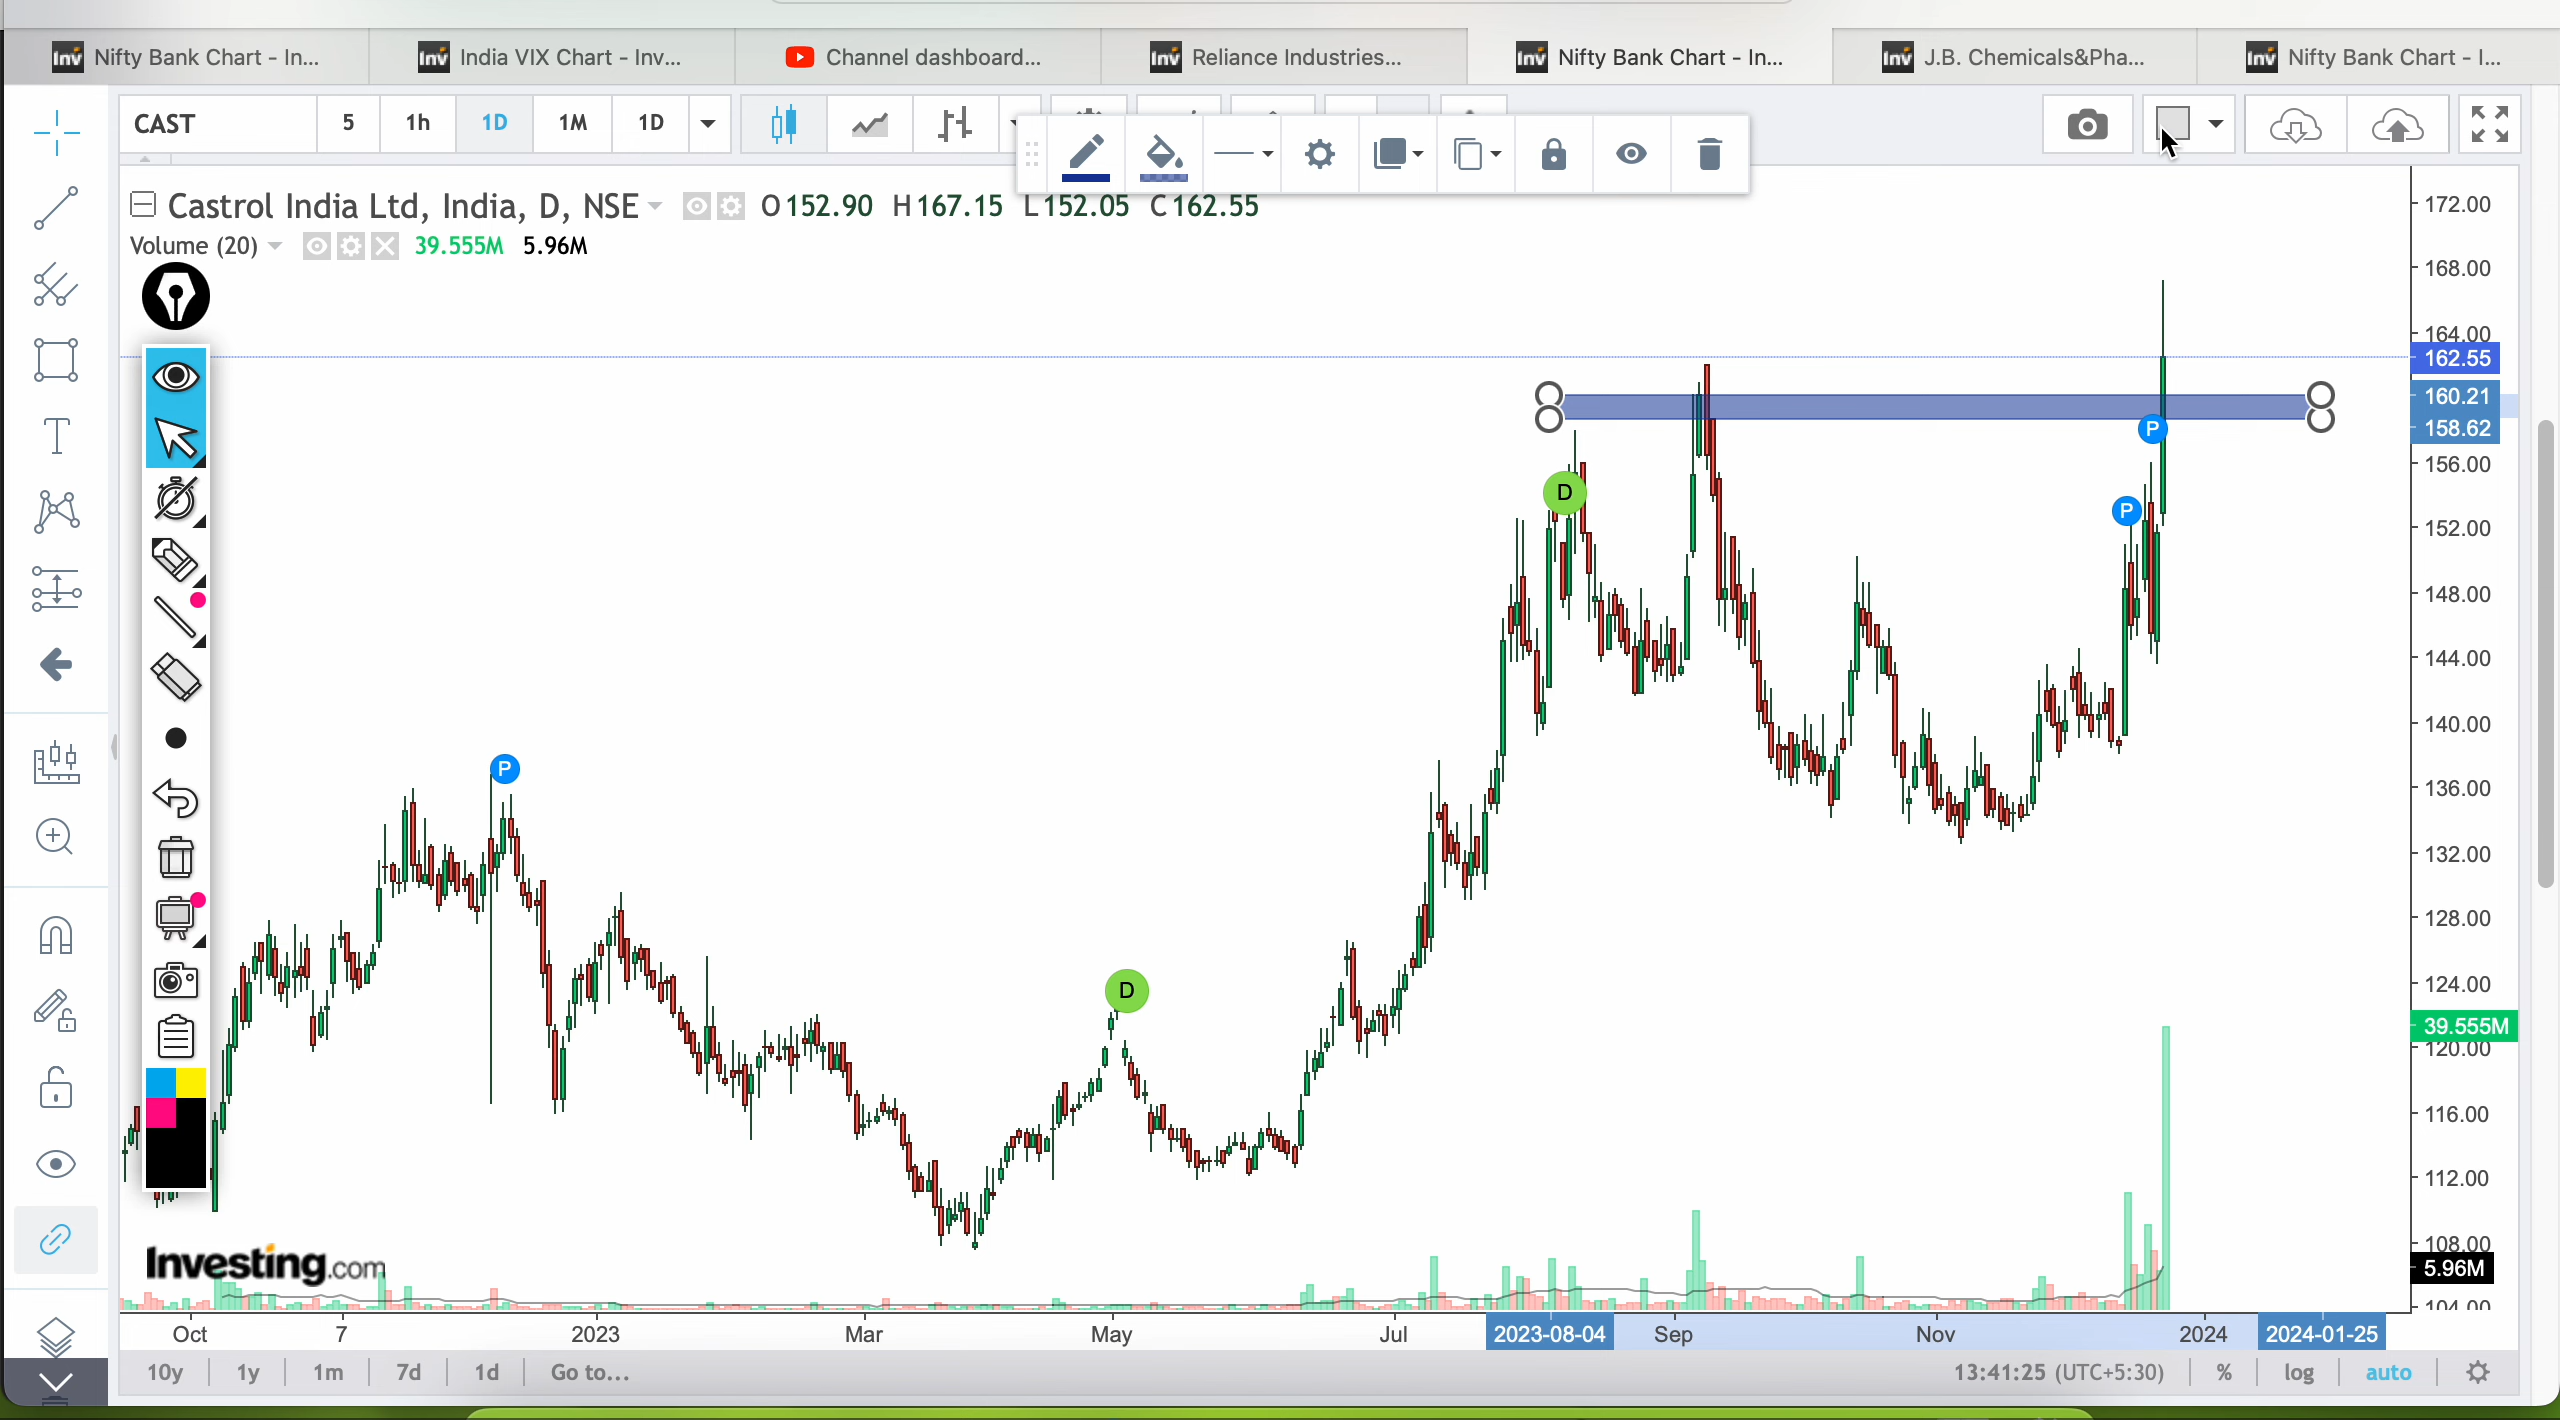 Nifty Bank Chart - In...
India VIX Chart - Inv...
Channel dashboard...
Reliance Industries...
Nifty Bank Chart - In...
J.B. Chemicals&Pha...
Nifty Bank Chart - I...
CAST
5
1h
1D
1M
1D
Castrol India Ltd, India, D, NSE
O152.90 H167.15 L152.05 C162.55
Volume (20)
39.555M 5.96M
172.00
168.00
164.00
162.55
160.21
158.62
156.00
152.00
148.00
144.00
140.00
136.00
132.00
128.00
124.00
39.555M
120.00
116.00
112.00
108.00
5.96M
104.00
T
P
D
D
P
P
Investing.com
Oct
7
2023
Mar
May
Jul
2023-08-04
Sep
Nov
2024
2024-01-25
10y
1y
1m
7d
1d
Go to...
13:41:25 (UTC+5:30)
%
log
auto